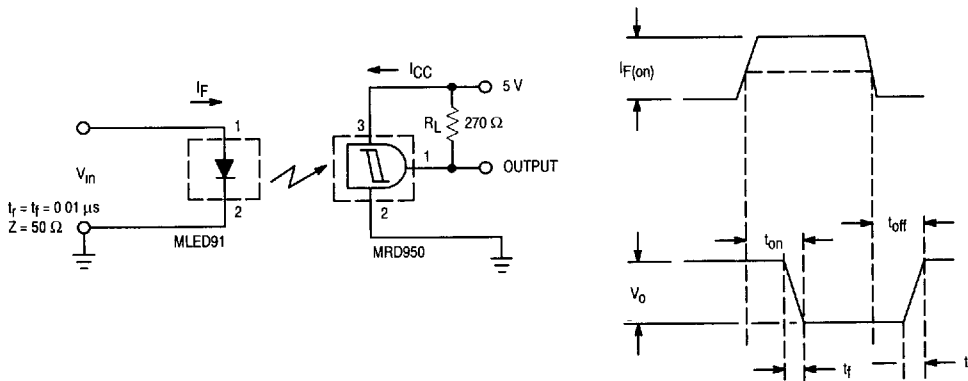 I_F
1
2
V_in
t_r = t_f = 0 01 μs
Z = 50 Ω
MLED91
I_CC
5 V
3
R_L 270 Ω
1
OUTPUT
2
MRD950
I_F(on)
t_on
t_off
V_o
t_f
t